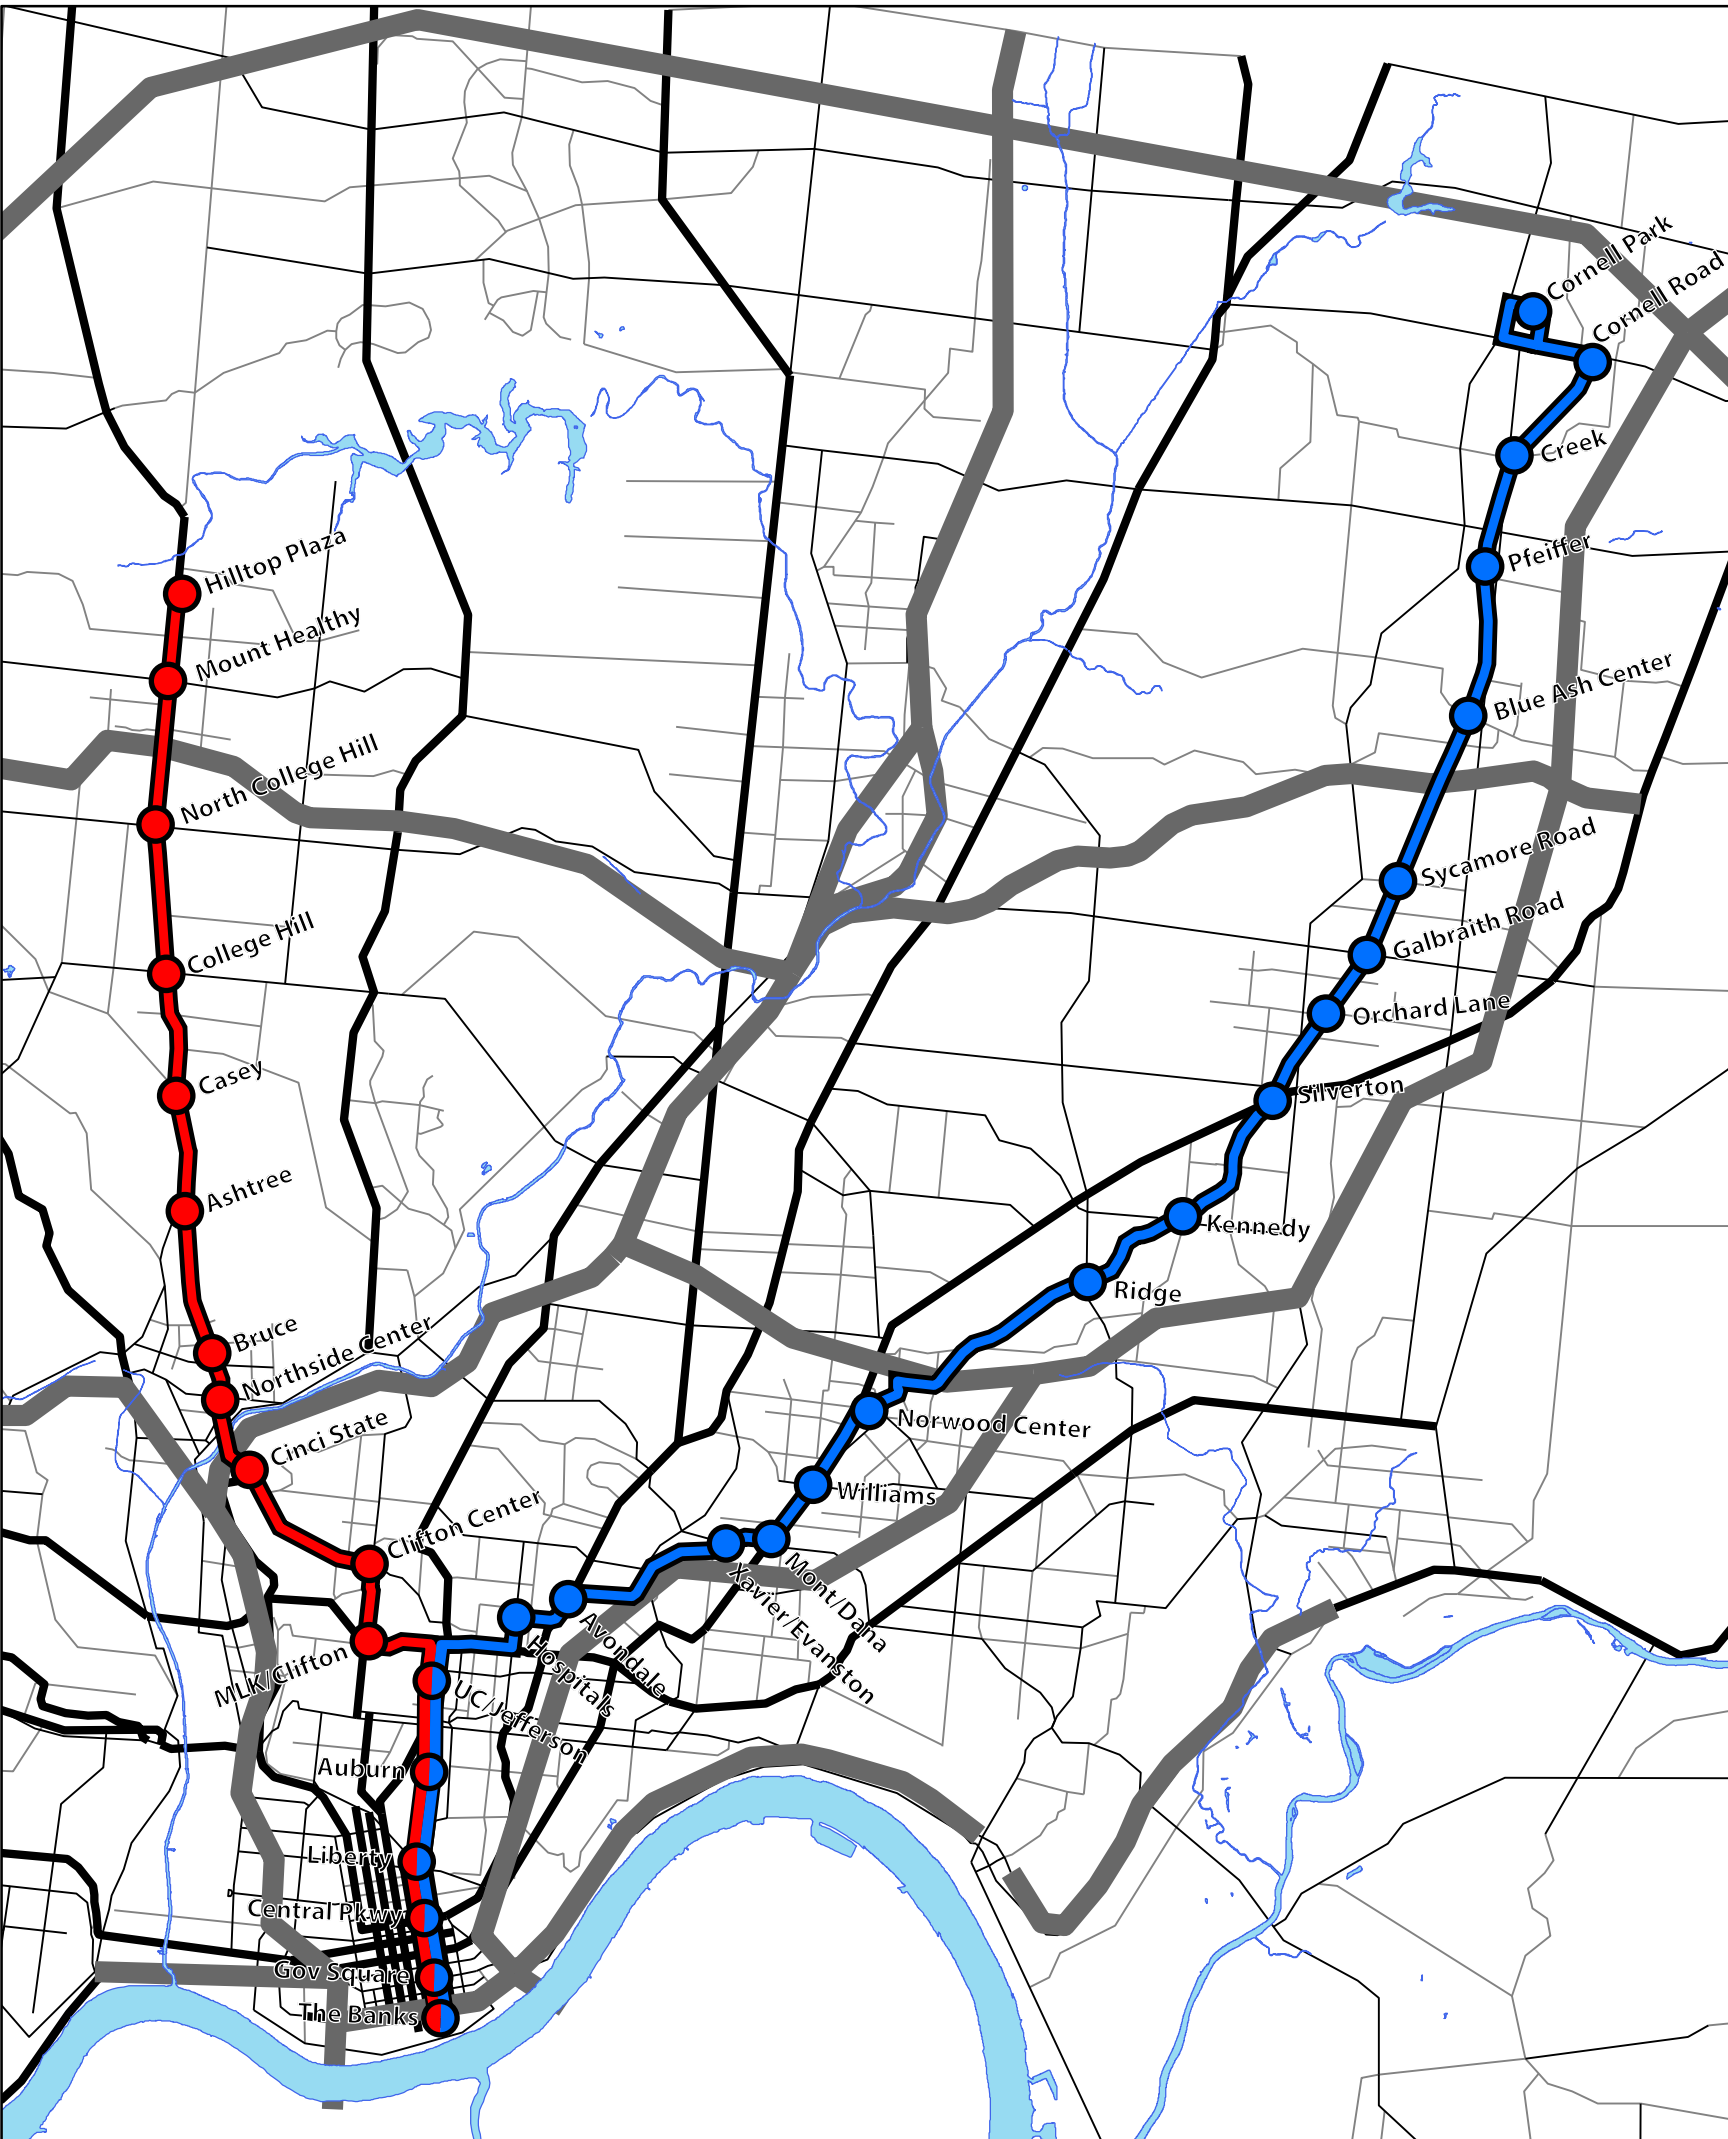 Cornell Park
Cornell Road
Creek
Pfeiffer
Hilltop Plaza
Mount Healthy
Blue Ash Center
North College Hill
Sycamore Road
Galbraith Road
College Hill
Orchard Lane
Casey
Silverton
Ashtree
Kennedy
Ridge
Bruce
Northside Center
Norwood Center
Cinci State
Williams
Clifton Center
Mont/Dana
Xavier/Evanston
Avondale
Hospitals
MLK/Clifton
UC/Jefferson
Auburn
Liberty
Central Pkwy
Gov Square
The Banks